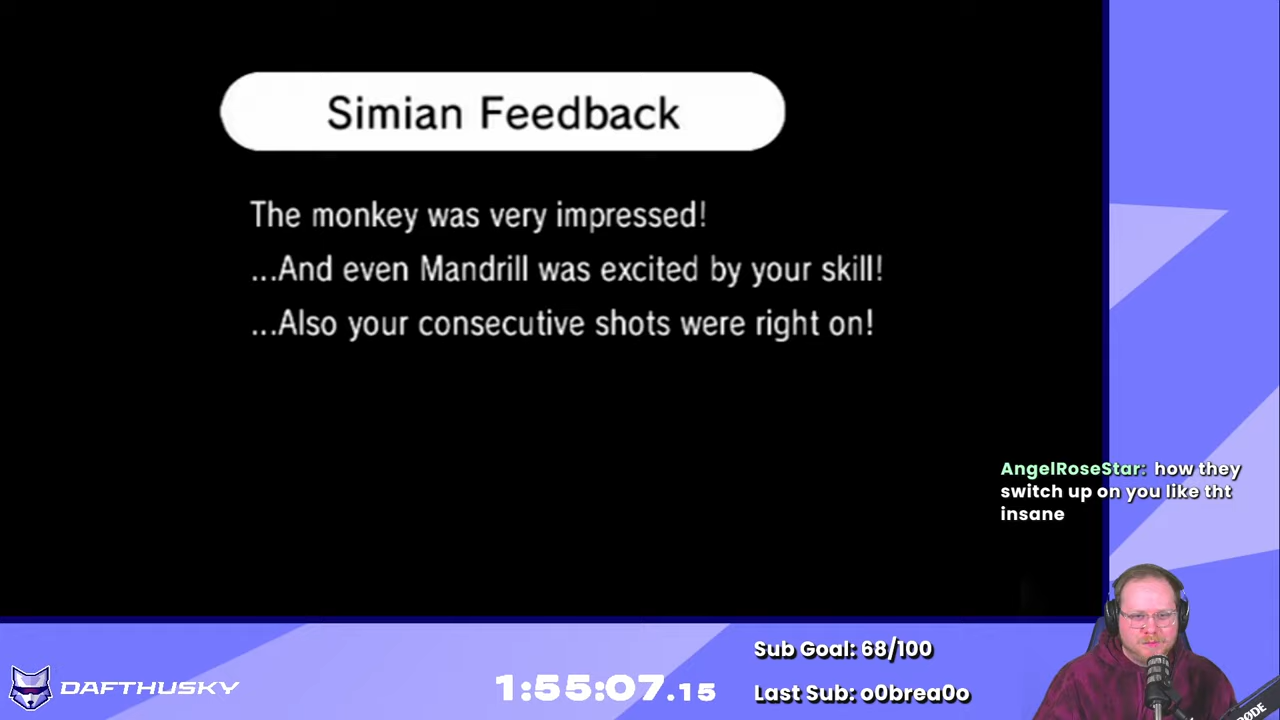 Simian Feedback
The monkey was very impressed!
...And even Mandrill was excited by your skill!
...Also your consecutive shots were right on!
AngelRoseStar: how they
switch up on you like tht
insane
Sub Goal: 68/100
DAFTHUSKY
1:55:07.15
Last Sub: o0brea0o